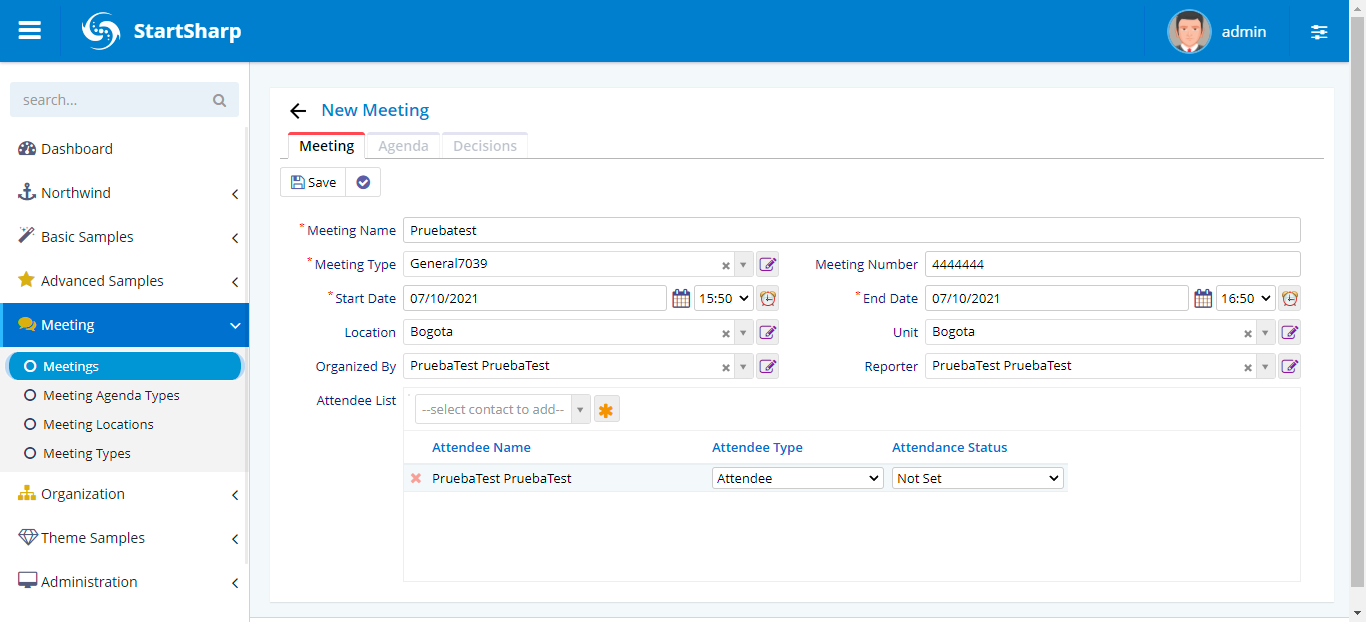 StartSharp
admin
search...
Dashboard
Northwind
Basic Samples
Advanced Samples
Meeting
Meetings
Meeting Agenda Types
Meeting Locations
Meeting Types
Organization
Theme Samples
Administration
New Meeting
Meeting Agenda Decisions
Save
* Meeting Name Pruebatest
* Meeting Type General7039 Meeting Number 4444444
* Start Date 07/10/2021 15:50 * End Date 07/10/2021 16:50
Location Bogota Unit Bogota
Organized By PruebaTest PruebaTest Reporter PruebaTest PruebaTest
Attendee List --select contact to add--
Attendee Name Attendee Type Attendance Status
PruebaTest PruebaTest Attendee Not Set